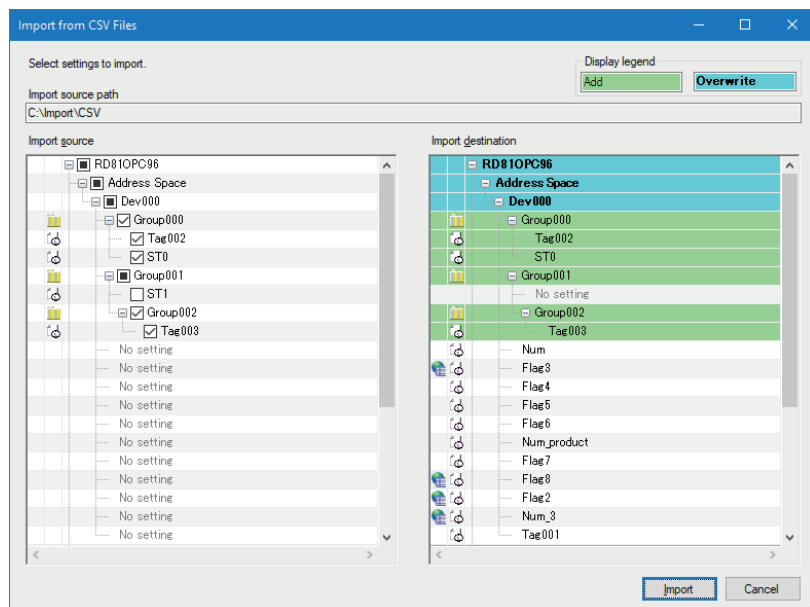 Import from CSV Files
Select settings to import.
Display legend
Add
Overwrite
Import source path
C:\Import\CSV
Import source
RD81OPC96
Address Space
Dev000
Group000
Tag002
ST0
Group001
ST1
Group002
Tag003
No setting
No setting
No setting
No setting
No setting
No setting
No setting
No setting
No setting
No setting
No setting
Import destination
RD81OPC96
Address Space
Dev000
Group000
Tag002
ST0
Group001
No setting
Group002
Tag003
Num
Flag3
Flag4
Flag5
Flag6
Num_product
Flag7
Flag8
Flag2
Num_3
Tag001
Import
Cancel